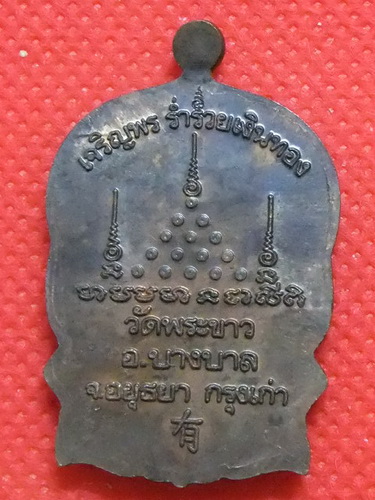 เจริญพร ร่ำรวยเงินทอง
วัดพระขาว
อ.บางบาล
จ.อยุธยา กรุงเก่า
有